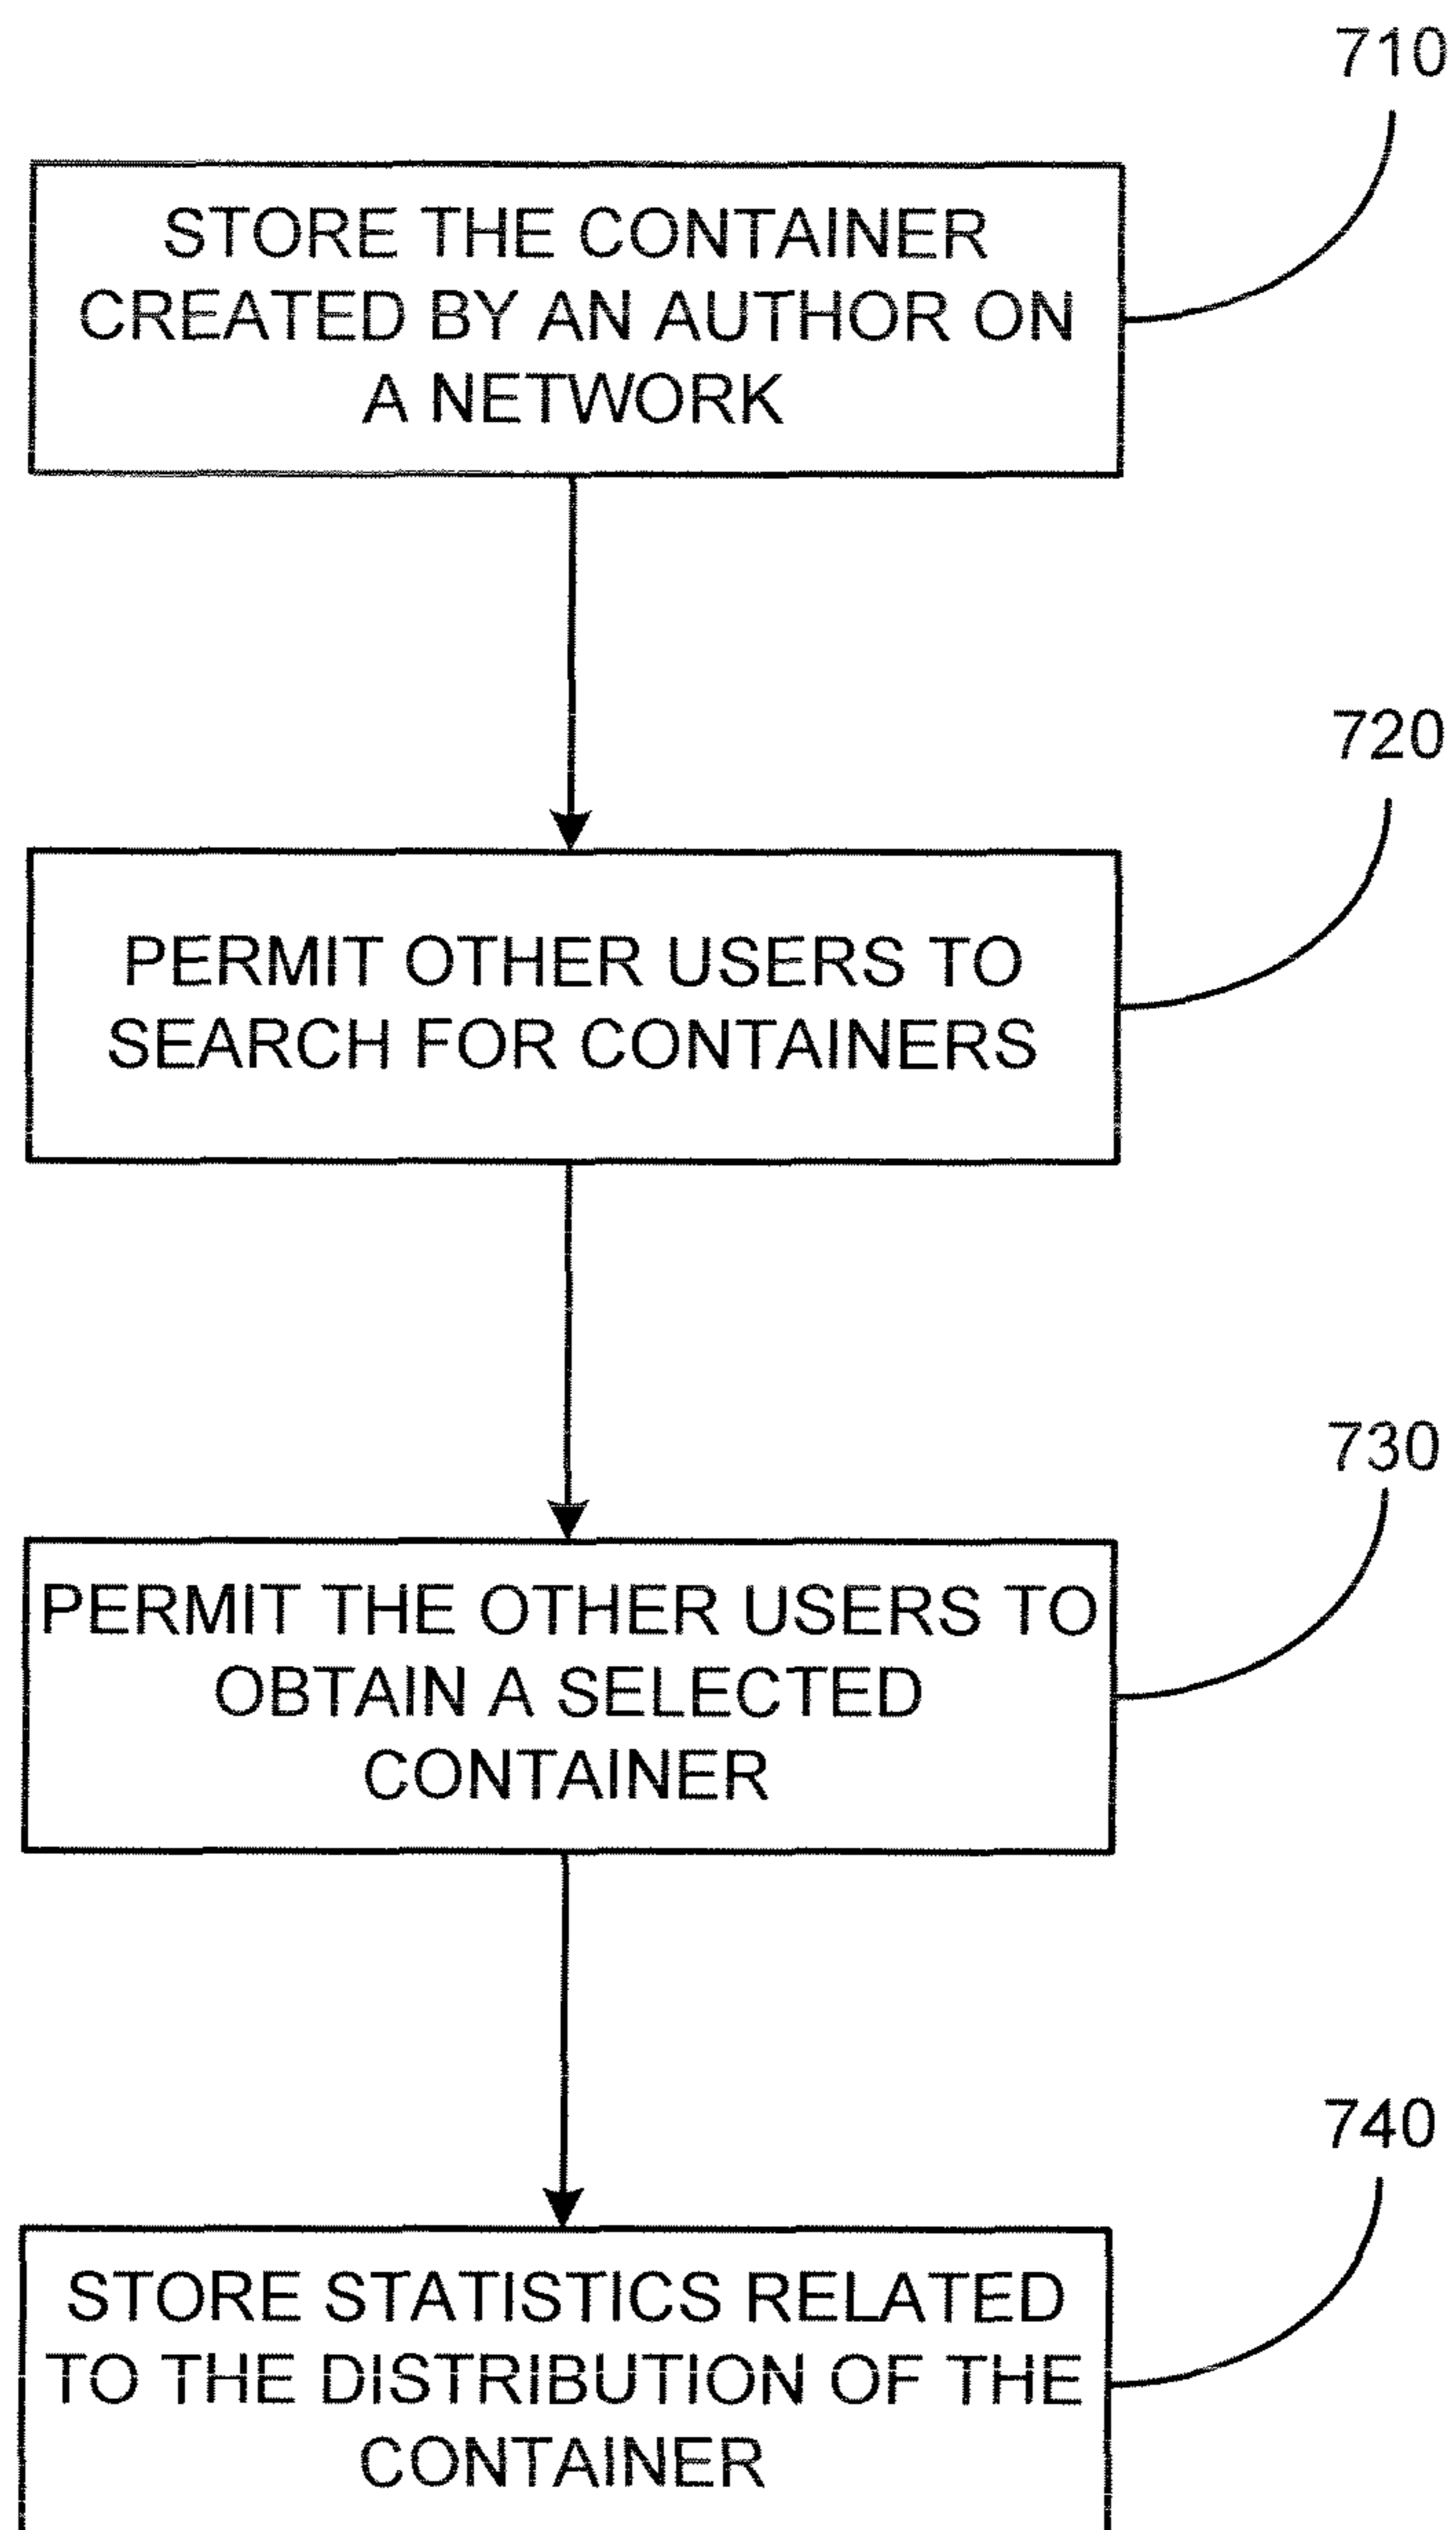 710
STORE THE CONTAINER
CREATED BY AN AUTHOR ON
A NETWORK
720
PERMIT OTHER USERS TO
SEARCH FOR CONTAINERS
730
PERMIT THE OTHER USERS TO
OBTAIN A SELECTED
CONTAINER
740
STORE STATISTICS RELATED
TO THE DISTRIBUTION OF THE
CONTAINER